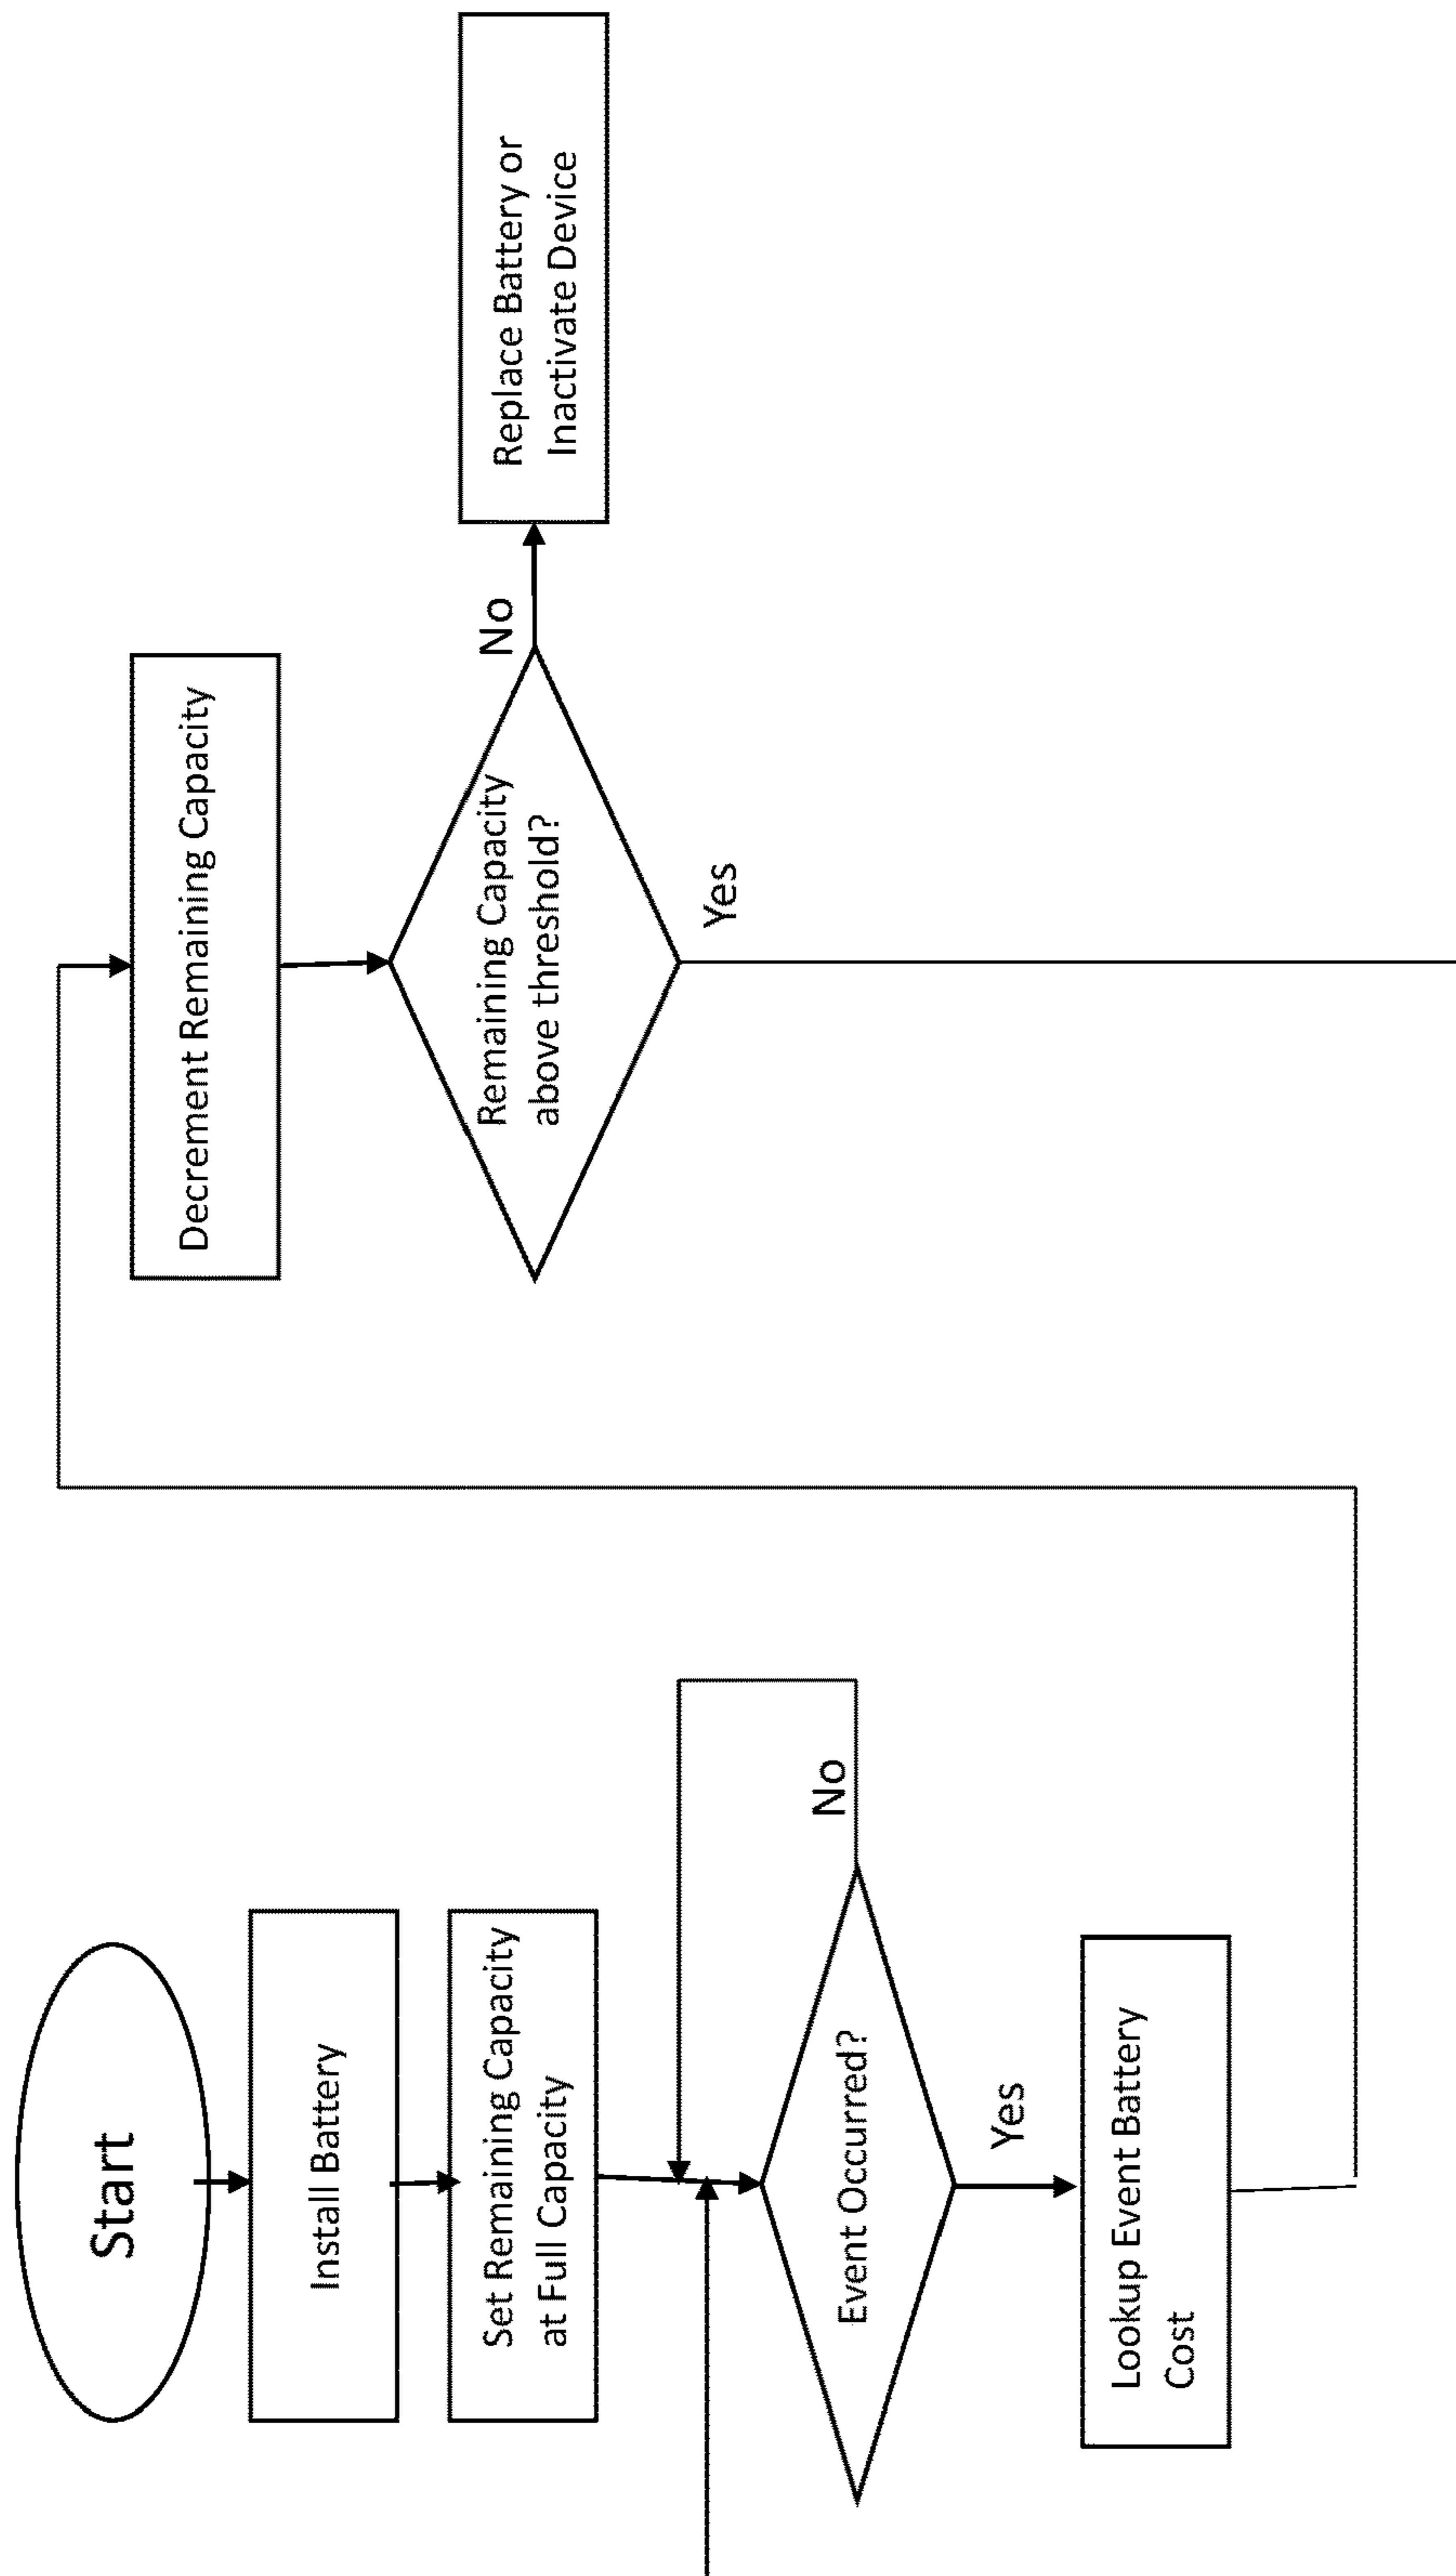 Start
Install Battery
Set Remaining Capacity
at Full Capacity
Event Occurred?
No
Yes
Lookup Event Battery
Cost
Decrement Remaining Capacity
Remaining Capacity
above threshold?
No
Yes
Replace Battery or
Inactivate Device